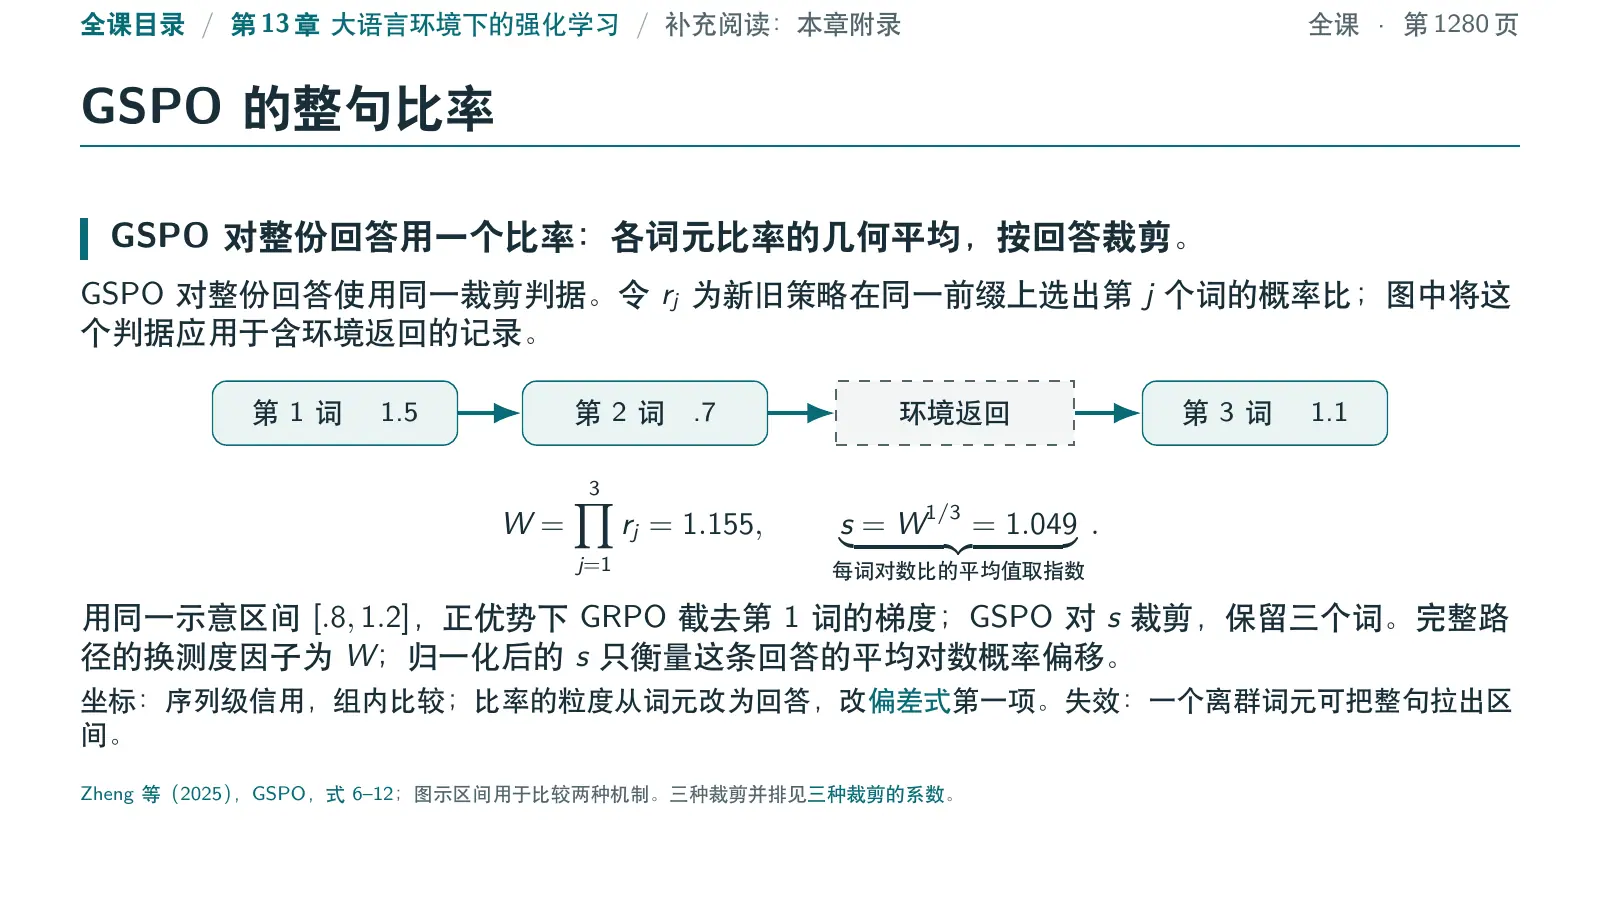 全课目录 / 第13章 大语言环境下的强化学习 / 补充阅读：本章附录 全课 · 第1280页
GSPO 的整句比率
GSPO 对整份回答用一个比率：各词元比率的几何平均，按回答裁剪。
GSPO 对整份回答使用同一裁剪判据。令 r_j 为新旧策略在同一前缀上选出第 j 个词的概率比；图中将这
个判据应用于含环境返回的记录。
第 1 词 1.5 第 2 词 .7 环境返回 第 3 词 1.1
W = ∏_{j=1}^{3} r_j = 1.155, s = W^{1/3} = 1.049 .
每词对数比的平均值取指数
用同一示意区间 [.8, 1.2]，正优势下 GRPO 截去第 1 词的梯度；GSPO 对 s 裁剪，保留三个词。完整路
径的换测度因子为 W；归一化后的 s 只衡量这条回答的平均对数概率偏移。
坐标：序列级信用，组内比较；比率的粒度从词元改为回答，改偏差式第一项。失效：一个离群词元可把整句拉出区
间。
Zheng 等（2025），GSPO，式 6–12；图示区间用于比较两种机制。三种裁剪并排见三种裁剪的系数。